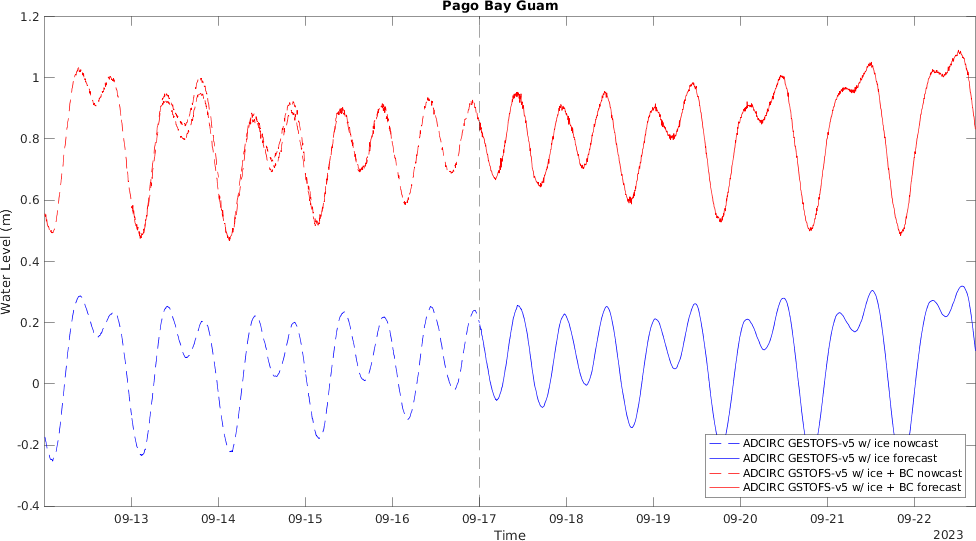 Pago Bay Guam
1.2
1
0.8
0.6
0.4
0.2
0
-0.2
-0.4
Water Level (m)
ADCIRC GESTOFS-v5 w/ ice nowcast
ADCIRC GESTOFS-v5 w/ ice forecast
ADCIRC GSTOFS-v5 w/ ice + BC nowcast
ADCIRC GSTOFS-v5 w/ ice + BC forecast
09-13 09-14 09-15 09-16 09-17 09-18 09-19 09-20 09-21 09-22
Time
2023